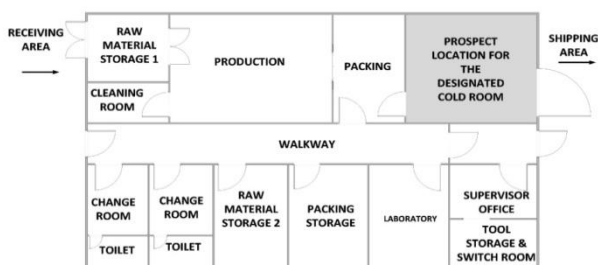 RECEIVING
AREA
RAW
MATERIAL
STORAGE 1
CLEANING
ROOM
PRODUCTION
PACKING
PROSPECT
LOCATION FOR
THE
DESIGNATED
COLD ROOM
SHIPPING
AREA
WALKWAY
CHANGE
ROOM
TOILET
CHANGE
ROOM
TOILET
RAW
MATERIAL
STORAGE 2
PACKING
STORAGE
LABORATORY
SUPERVISOR
OFFICE
TOOL
STORAGE &
SWITCH ROOM